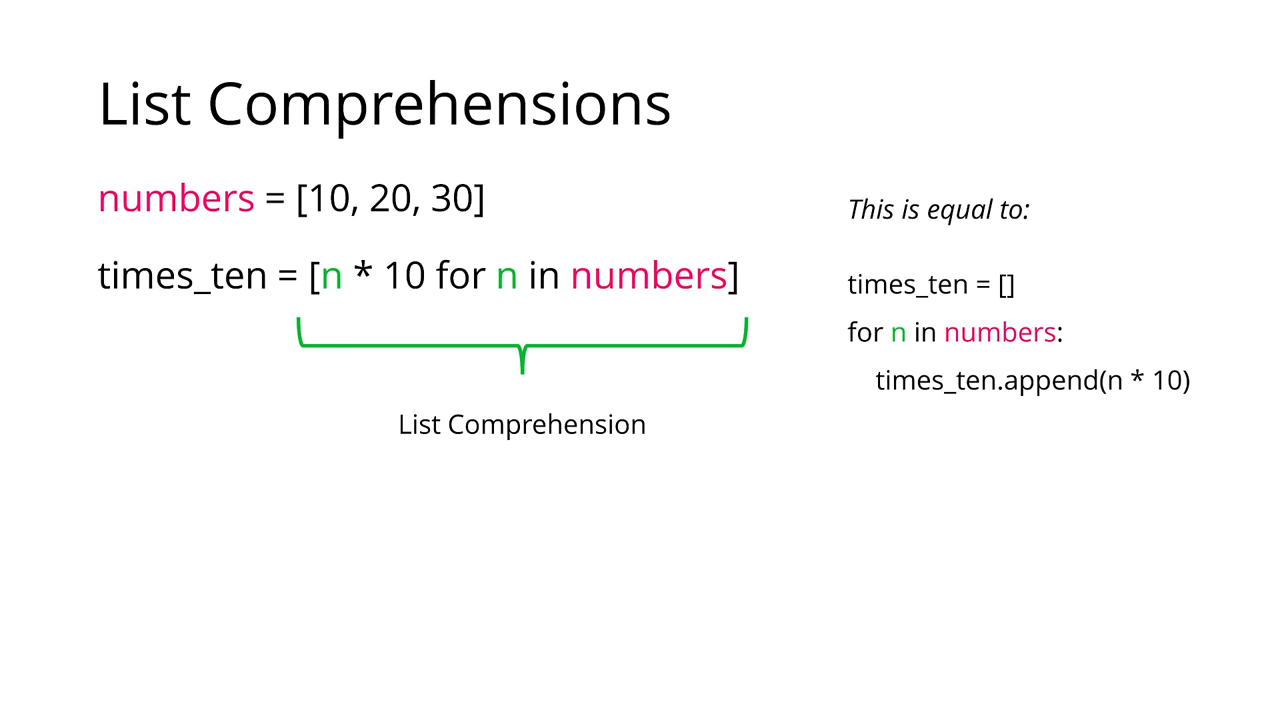 List Comprehensions
numbers = [10, 20, 30]
times_ten = [n * 10 for n in numbers]
List Comprehension
This is equal to:
times_ten = []
for n in numbers:
    times_ten.append(n * 10)